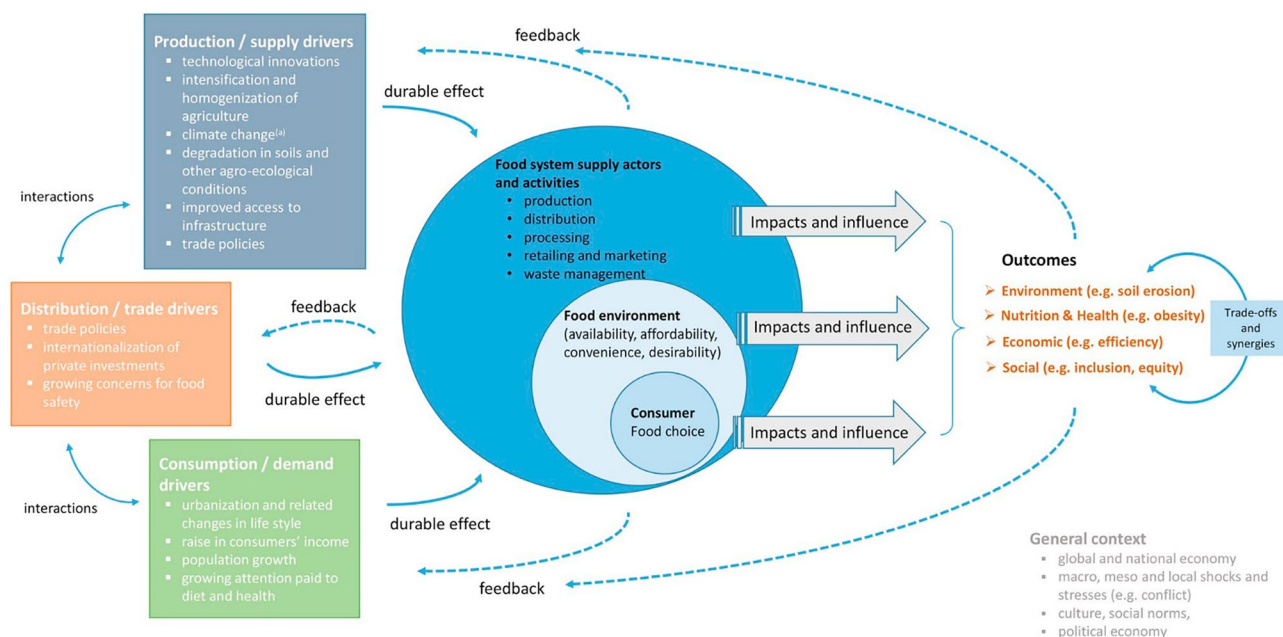 Production / supply drivers
▪ technological innovations
▪ intensification and
homogenization of
agriculture
▪ climate change(a)
▪ degradation in soils and
other agro-ecological
conditions
▪ improved access to
infrastructure
▪ trade policies
interactions
Distribution / trade drivers
▪ trade policies
▪ internationalization of
private investments
▪ growing concerns for food
safety
interactions
Consumption / demand
drivers
▪ urbanization and related
changes in life style
▪ raise in consumers' income
▪ population growth
▪ growing attention paid to
diet and health
feedback
durable effect
feedback
durable effect
durable effect
feedback
Food system supply actors
and activities
• production
• distribution
• processing
• retailing and marketing
• waste management
Food environment
(availability, affordability,
convenience, desirability)
Consumer
Food choice
Impacts and influence
Impacts and influence
Impacts and influence
Outcomes
➢ Environment (e.g. soil erosion)
➢ Nutrition & Health (e.g. obesity)
➢ Economic (e.g. efficiency)
➢ Social (e.g. inclusion, equity)
Trade-offs
and
synergies
General context
▪ global and national economy
▪ macro, meso and local shocks and
stresses (e.g. conflict)
▪ culture, social norms,
▪ political economy